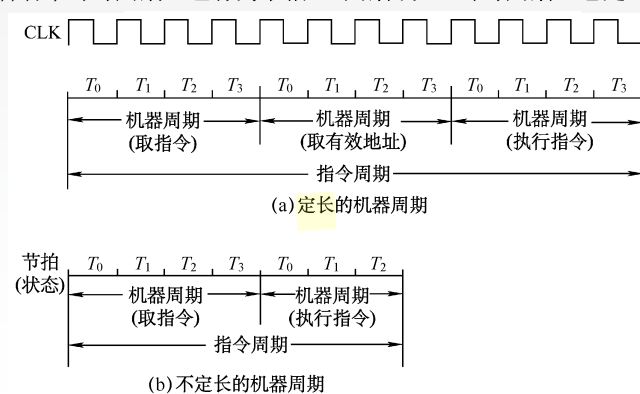 CLK
T0 T1 T2 T3 T0 T1 T2 T3 T0 T1 T2 T3
机器周期 机器周期 机器周期
(取指令) (取有效地址) (执行指令)
指令周期
(a)定长的机器周期
节拍 T0 T1 T2 T3 T0 T1 T2
(状态)
机器周期 机器周期
(取指令) (执行指令)
指令周期
(b)不定长的机器周期